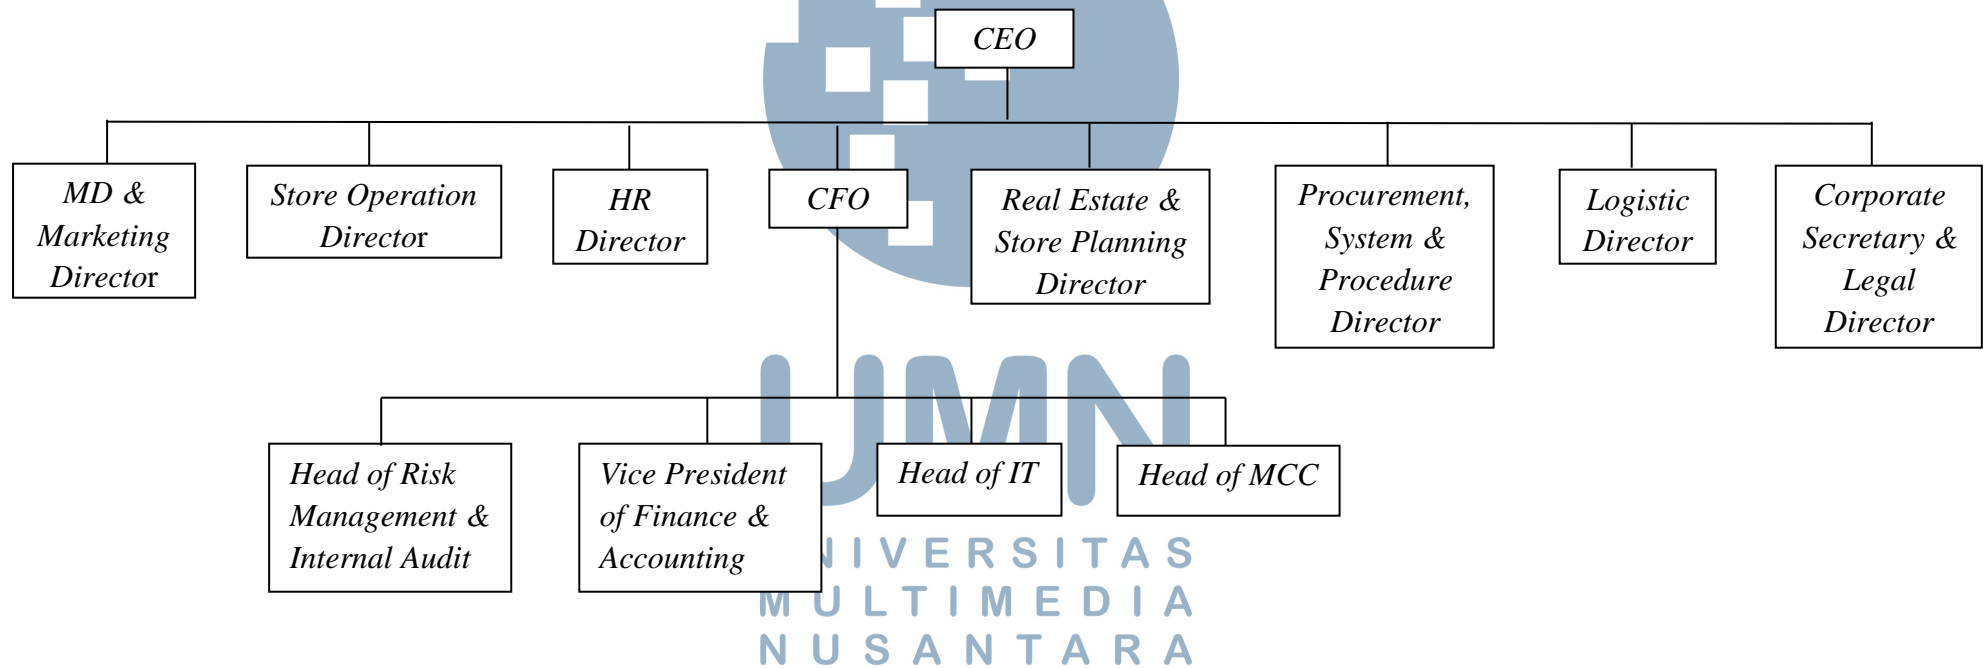 CEO
MD &
Marketing
Director
Store Operation
Director
HR
Director
CFO
Real Estate &
Store Planning
Director
Procurement,
System &
Procedure
Director
Logistic
Director
Corporate
Secretary &
Legal
Director
Head of Risk
Management &
Internal Audit
Vice President
of Finance &
Accounting
Head of IT
Head of MCC
UMN
UNIVERSITAS
MULTIMEDIA
NUSANTARA